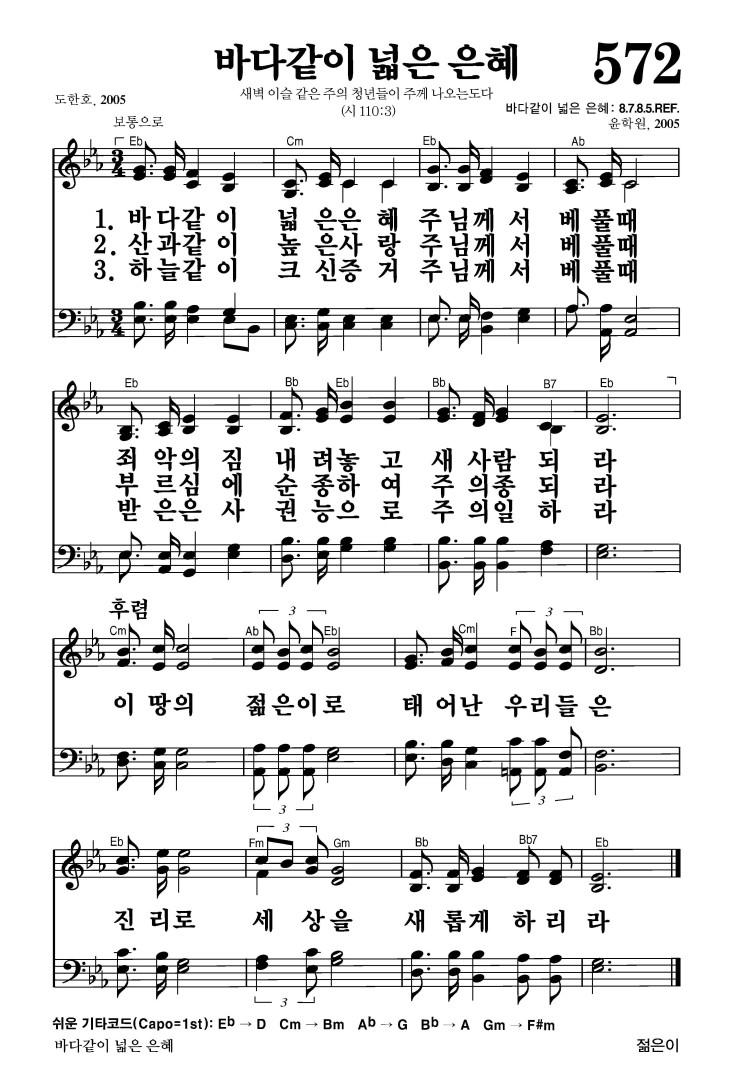 바다같이 넓은 은혜 572
도한호, 2005
새벽 이슬 같은 주의 청년들이 주께 나오는도다
(시 110:3)
바다같이 넓은 은혜: 8.7.8.5.REF.
윤학원, 2005
보통으로
Eb Cm Eb Ab
3 4
1. 바 다같 이 넓 은은 혜 주 님께 서 베 풀때
2. 산 과같 이 높 은사 랑 주 님께 서 베 풀때
3. 하 늘같 이 크 신증 거 주 님께 서 베 풀때
3 4
Eb Bb Eb Bb B7 Eb
죄 악의 짐 내 려놓 고 새 사람 되 라
부 르심 에 순 종하 여 주 의종 되 라
받 은은 사 권 능으 로 주 의일 하 라
후렴
3 3
Cm Ab Eb Cm F Bb
이 땅의 젊은이로 태 어난 우리들 은
3 3
3
Eb Fm Gm Bb Bb7 Eb
진 리로 세 상을 새 롭게 하 리 라
3
쉬운 기타코드(Capo=1st): Eb → D Cm → Bm Ab → G Bb → A Gm → F#m
바다같이 넓은 은혜 젊은이